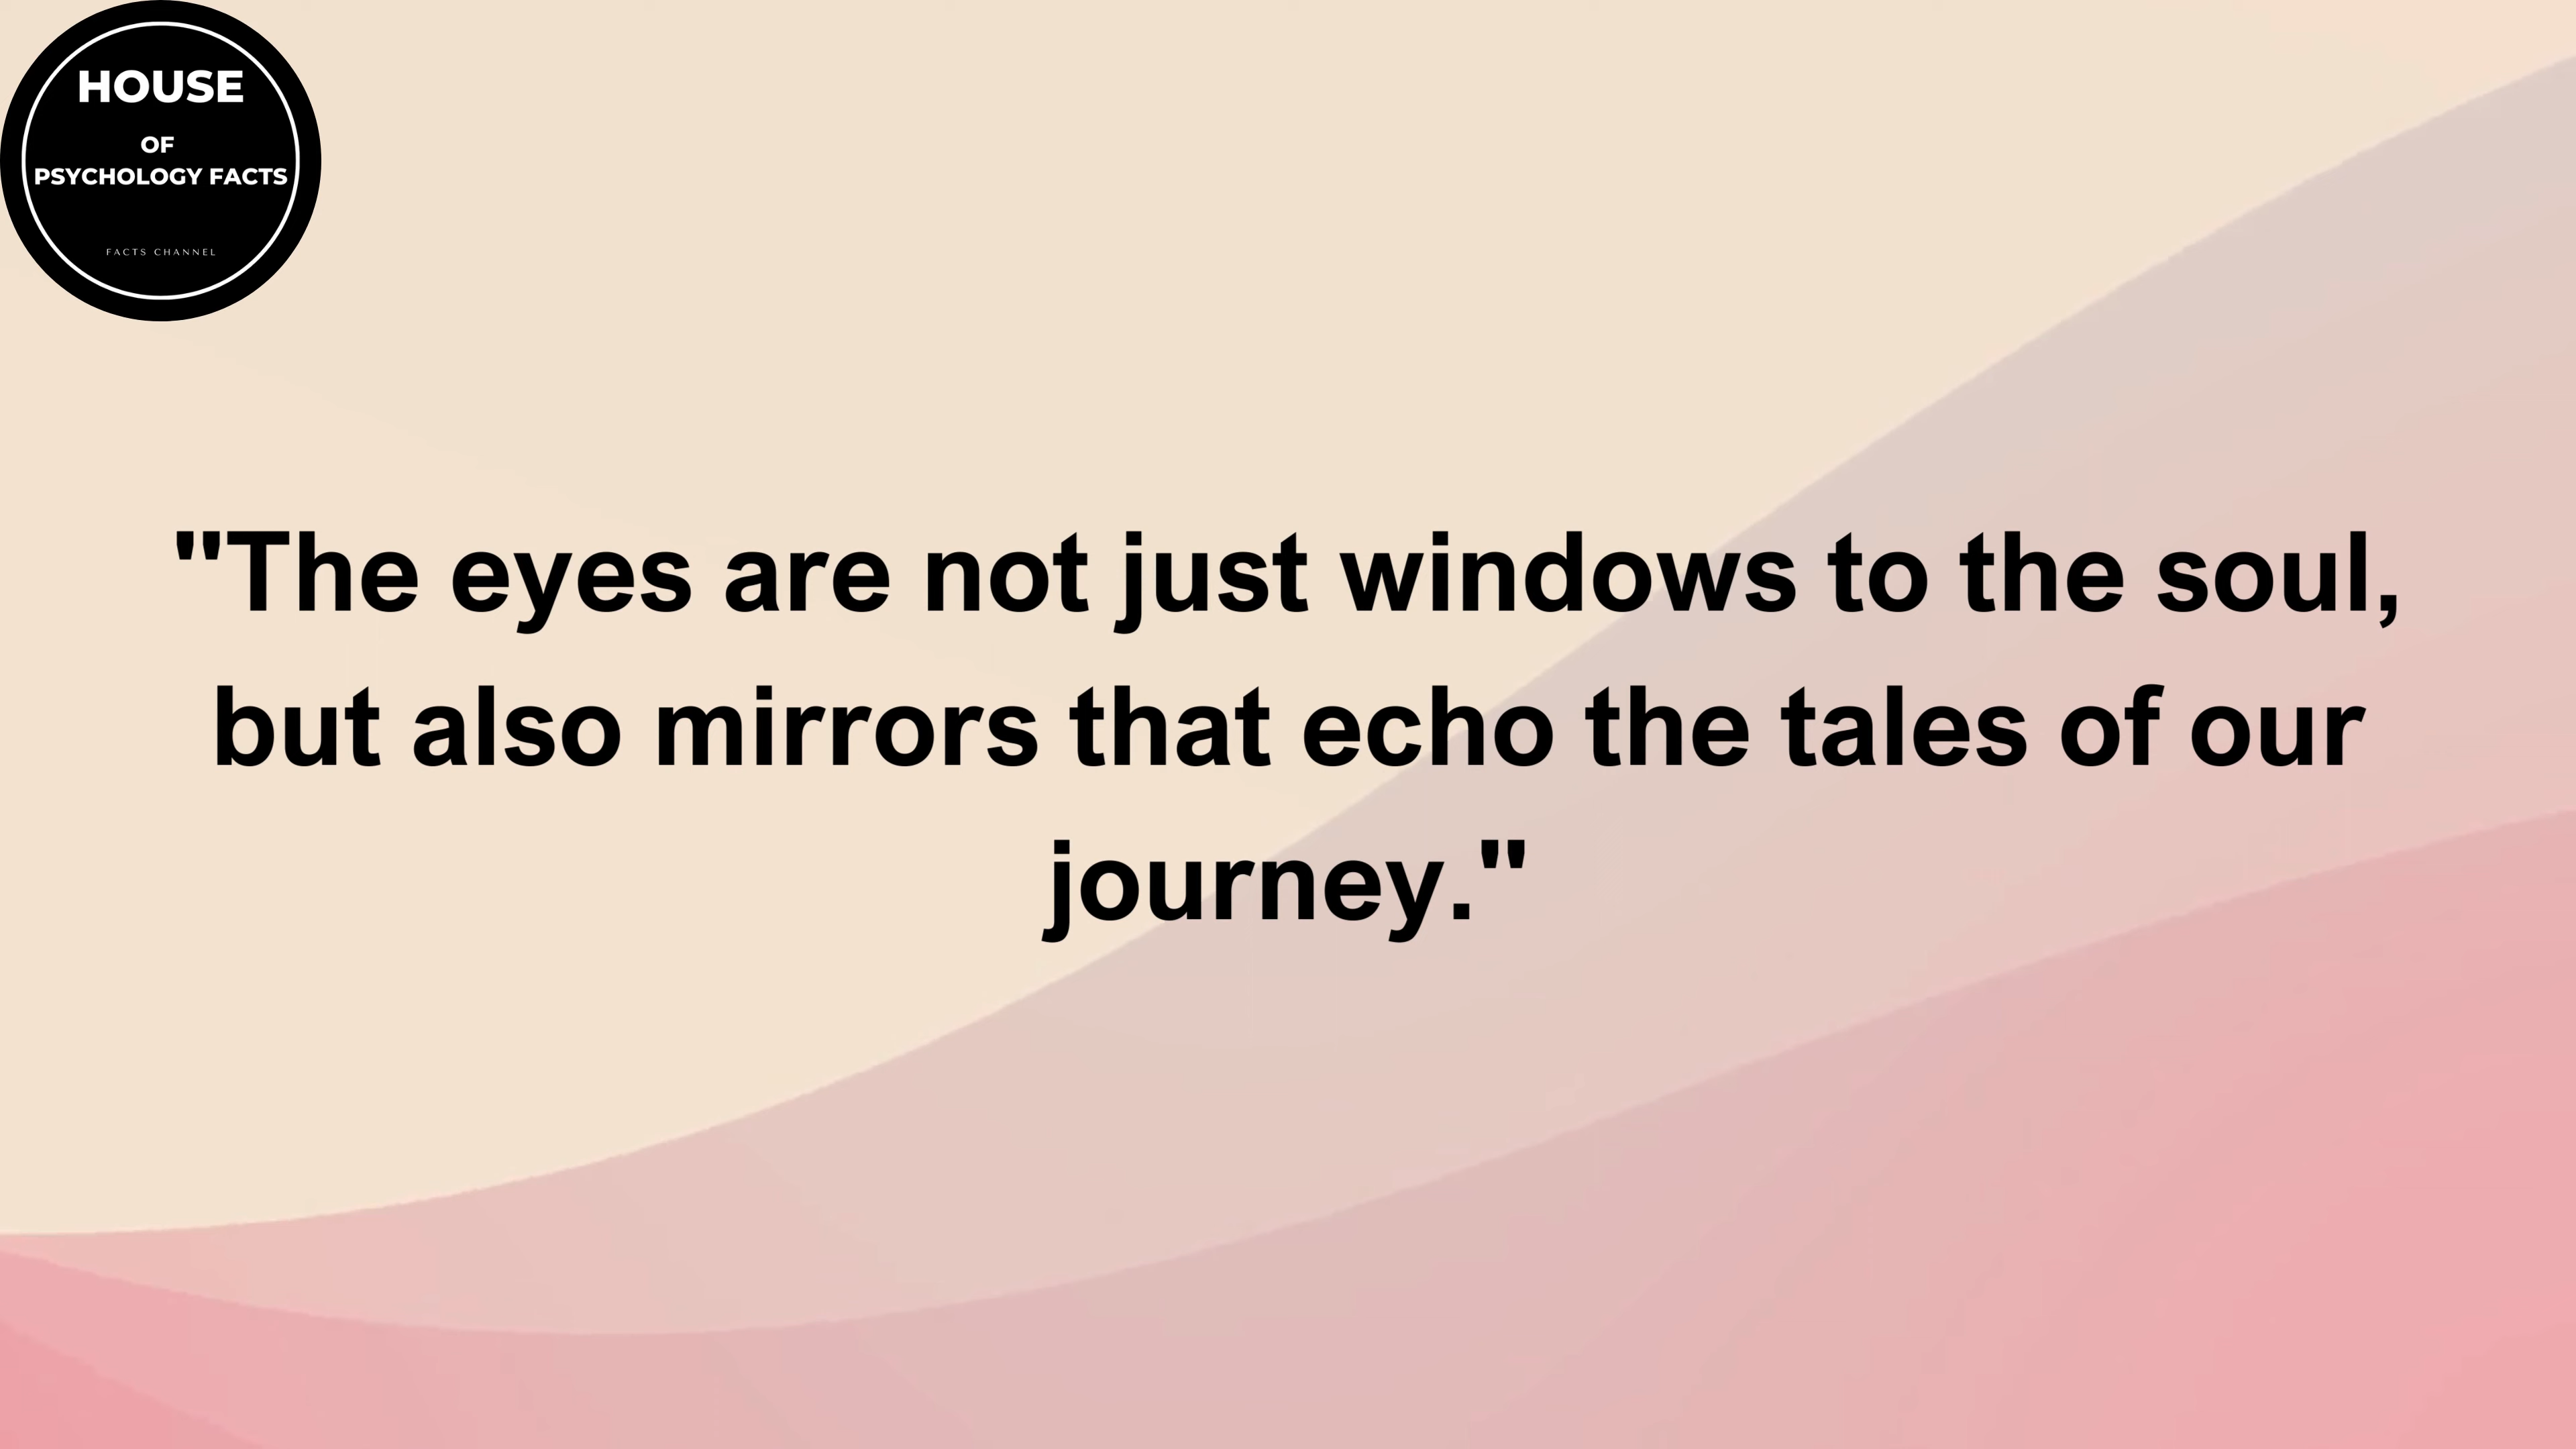 HOUSE
OF
PSYCHOLOGY FACTS
FACTS CHANNEL
"The eyes are not just windows to the soul,
but also mirrors that echo the tales of our
journey."